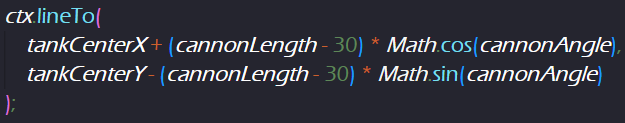 ctx.lineTo(
tankCenterX + (cannonLength - 30) * Math.cos(cannonAngle),
tankCenterY - (cannonLength - 30) * Math.sin(cannonAngle)
);